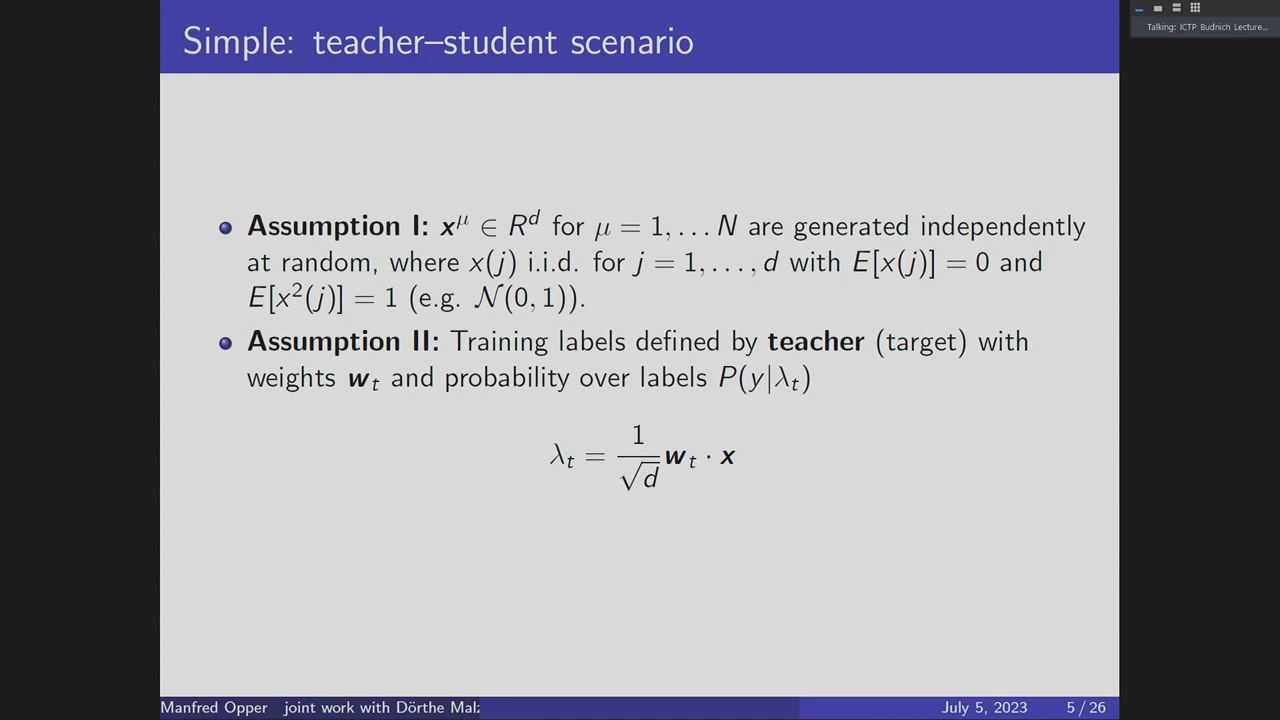 Simple: teacher–student scenario
Talking: ICTP Budnich Lecture...
Assumption I: x^μ ∈ R^d for μ = 1, . . . N are generated independently
at random, where x(j) i.i.d. for j = 1, . . . , d with E[x(j)] = 0 and
E[x²(j)] = 1 (e.g. 𝒩(0, 1)).
Assumption II: Training labels defined by teacher (target) with
weights w_t and probability over labels P(y|λ_t)
λ_t = 1/√d w_t · x
Manfred Opper joint work with Dörthe Malz
July 5, 2023 5 / 26